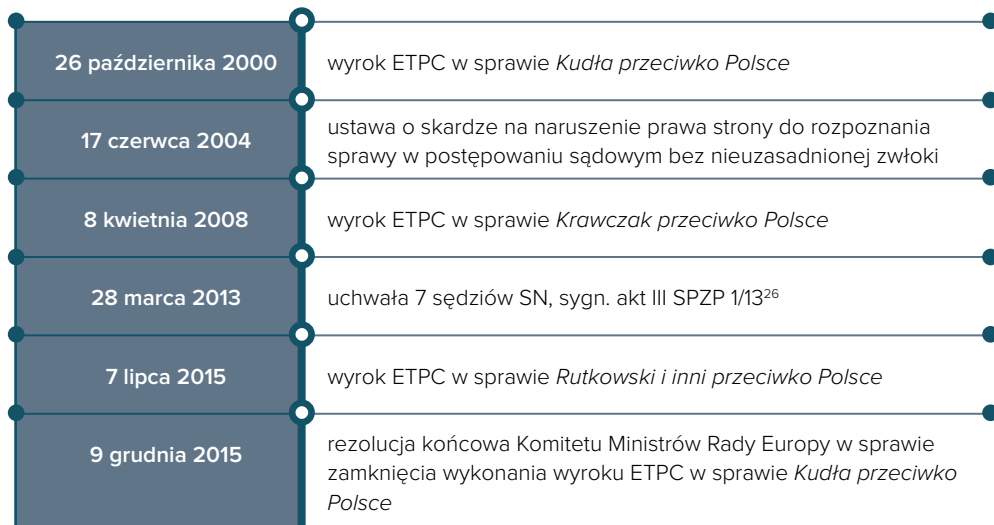 26 października 2000
wyrok ETPC w sprawie Kudła przeciwko Polsce
17 czerwca 2004
ustawa o skardze na naruszenie prawa strony do rozpoznania
sprawy w postępowaniu sądowym bez nieuzasadnionej zwłoki
8 kwietnia 2008
wyrok ETPC w sprawie Krawczak przeciwko Polsce
28 marca 2013
uchwała 7 sędziów SN, sygn. akt III SPZP 1/13²⁶
7 lipca 2015
wyrok ETPC w sprawie Rutkowski i inni przeciwko Polsce
9 grudnia 2015
rezolucja końcowa Komitetu Ministrów Rady Europy w sprawie
zamknięcia wykonania wyroku ETPC w sprawie Kudła przeciwko
Polsce